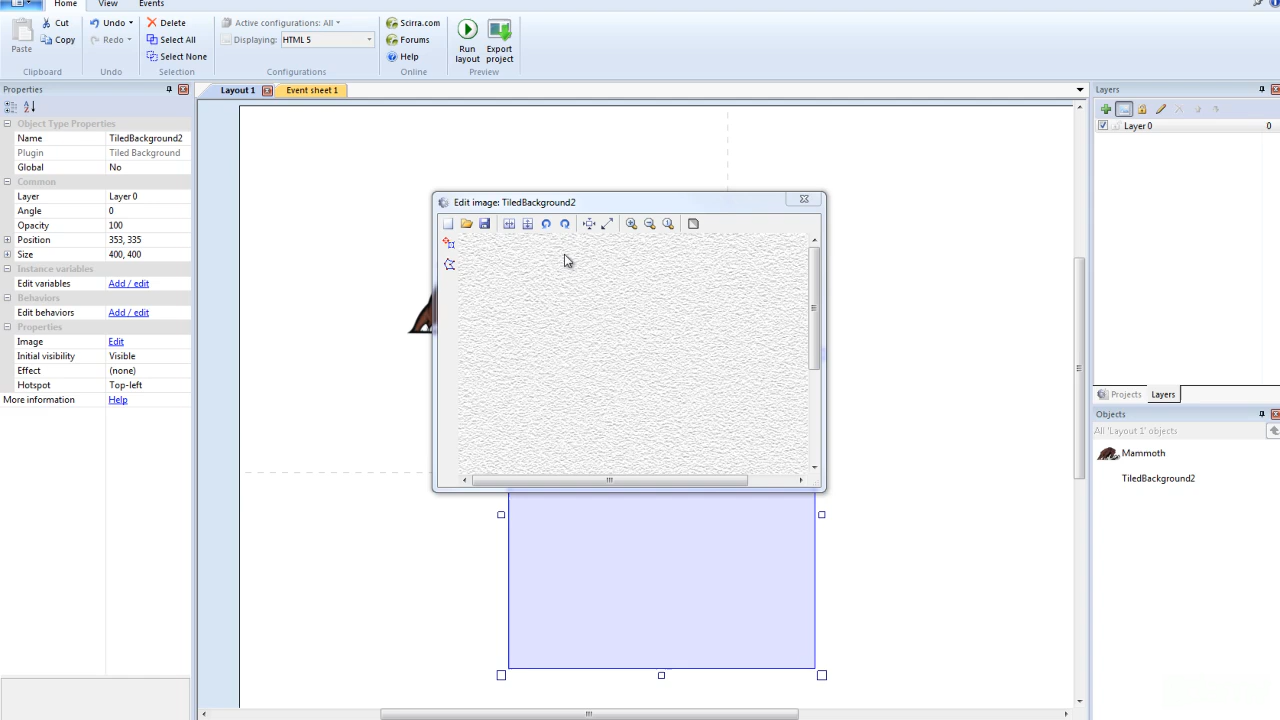 Home View Events
Paste Cut Copy Clipboard
Undo Redo Undo
Delete Select All Select None Selection
Active configurations: All
Displaying: HTML 5
Configurations
Scirra.com Forums Help Online
Run layout Export project Preview
Properties
Layout 1 Event sheet 1
Layers
Object Type Properties
Name TiledBackground2
Plugin Tiled Background
Global No
Common
Layer Layer 0
Angle 0
Opacity 100
Position 353, 335
Size 400, 400
Instance variables
Edit variables Add / edit
Behaviors
Edit behaviors Add / edit
Properties
Image Edit
Initial visibility Visible
Effect (none)
Hotspot Top-left
More information Help
Edit image: TiledBackground2
Layer 0 0
Projects Layers
Objects
All 'Layout 1' objects
Mammoth
TiledBackground2